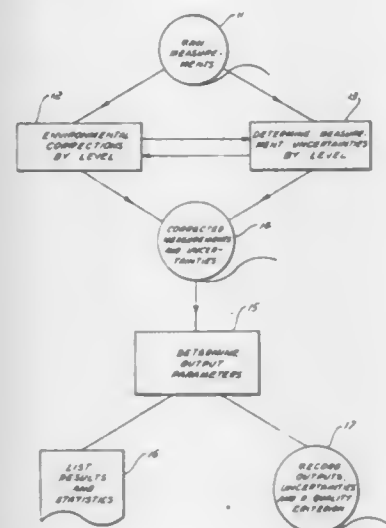 11
RAW
MEASURE-
MENTS
12
ENVIRONMENTAL
CORRECTIONS
BY LEVEL
13
DETERMINE MEASURE-
MENT UNCERTAINTIES
BY LEVEL
14
CORRECTED
MEASUREMENTS
AND UNCER-
TAINTIES
15
DETERMINE
OUTPUT
PARAMETERS
16
LIST
RESULTS
AND
STATISTICS
17
RECORD
OUTPUTS,
UNCERTAINTIES
AND A QUALITY
CRITERION